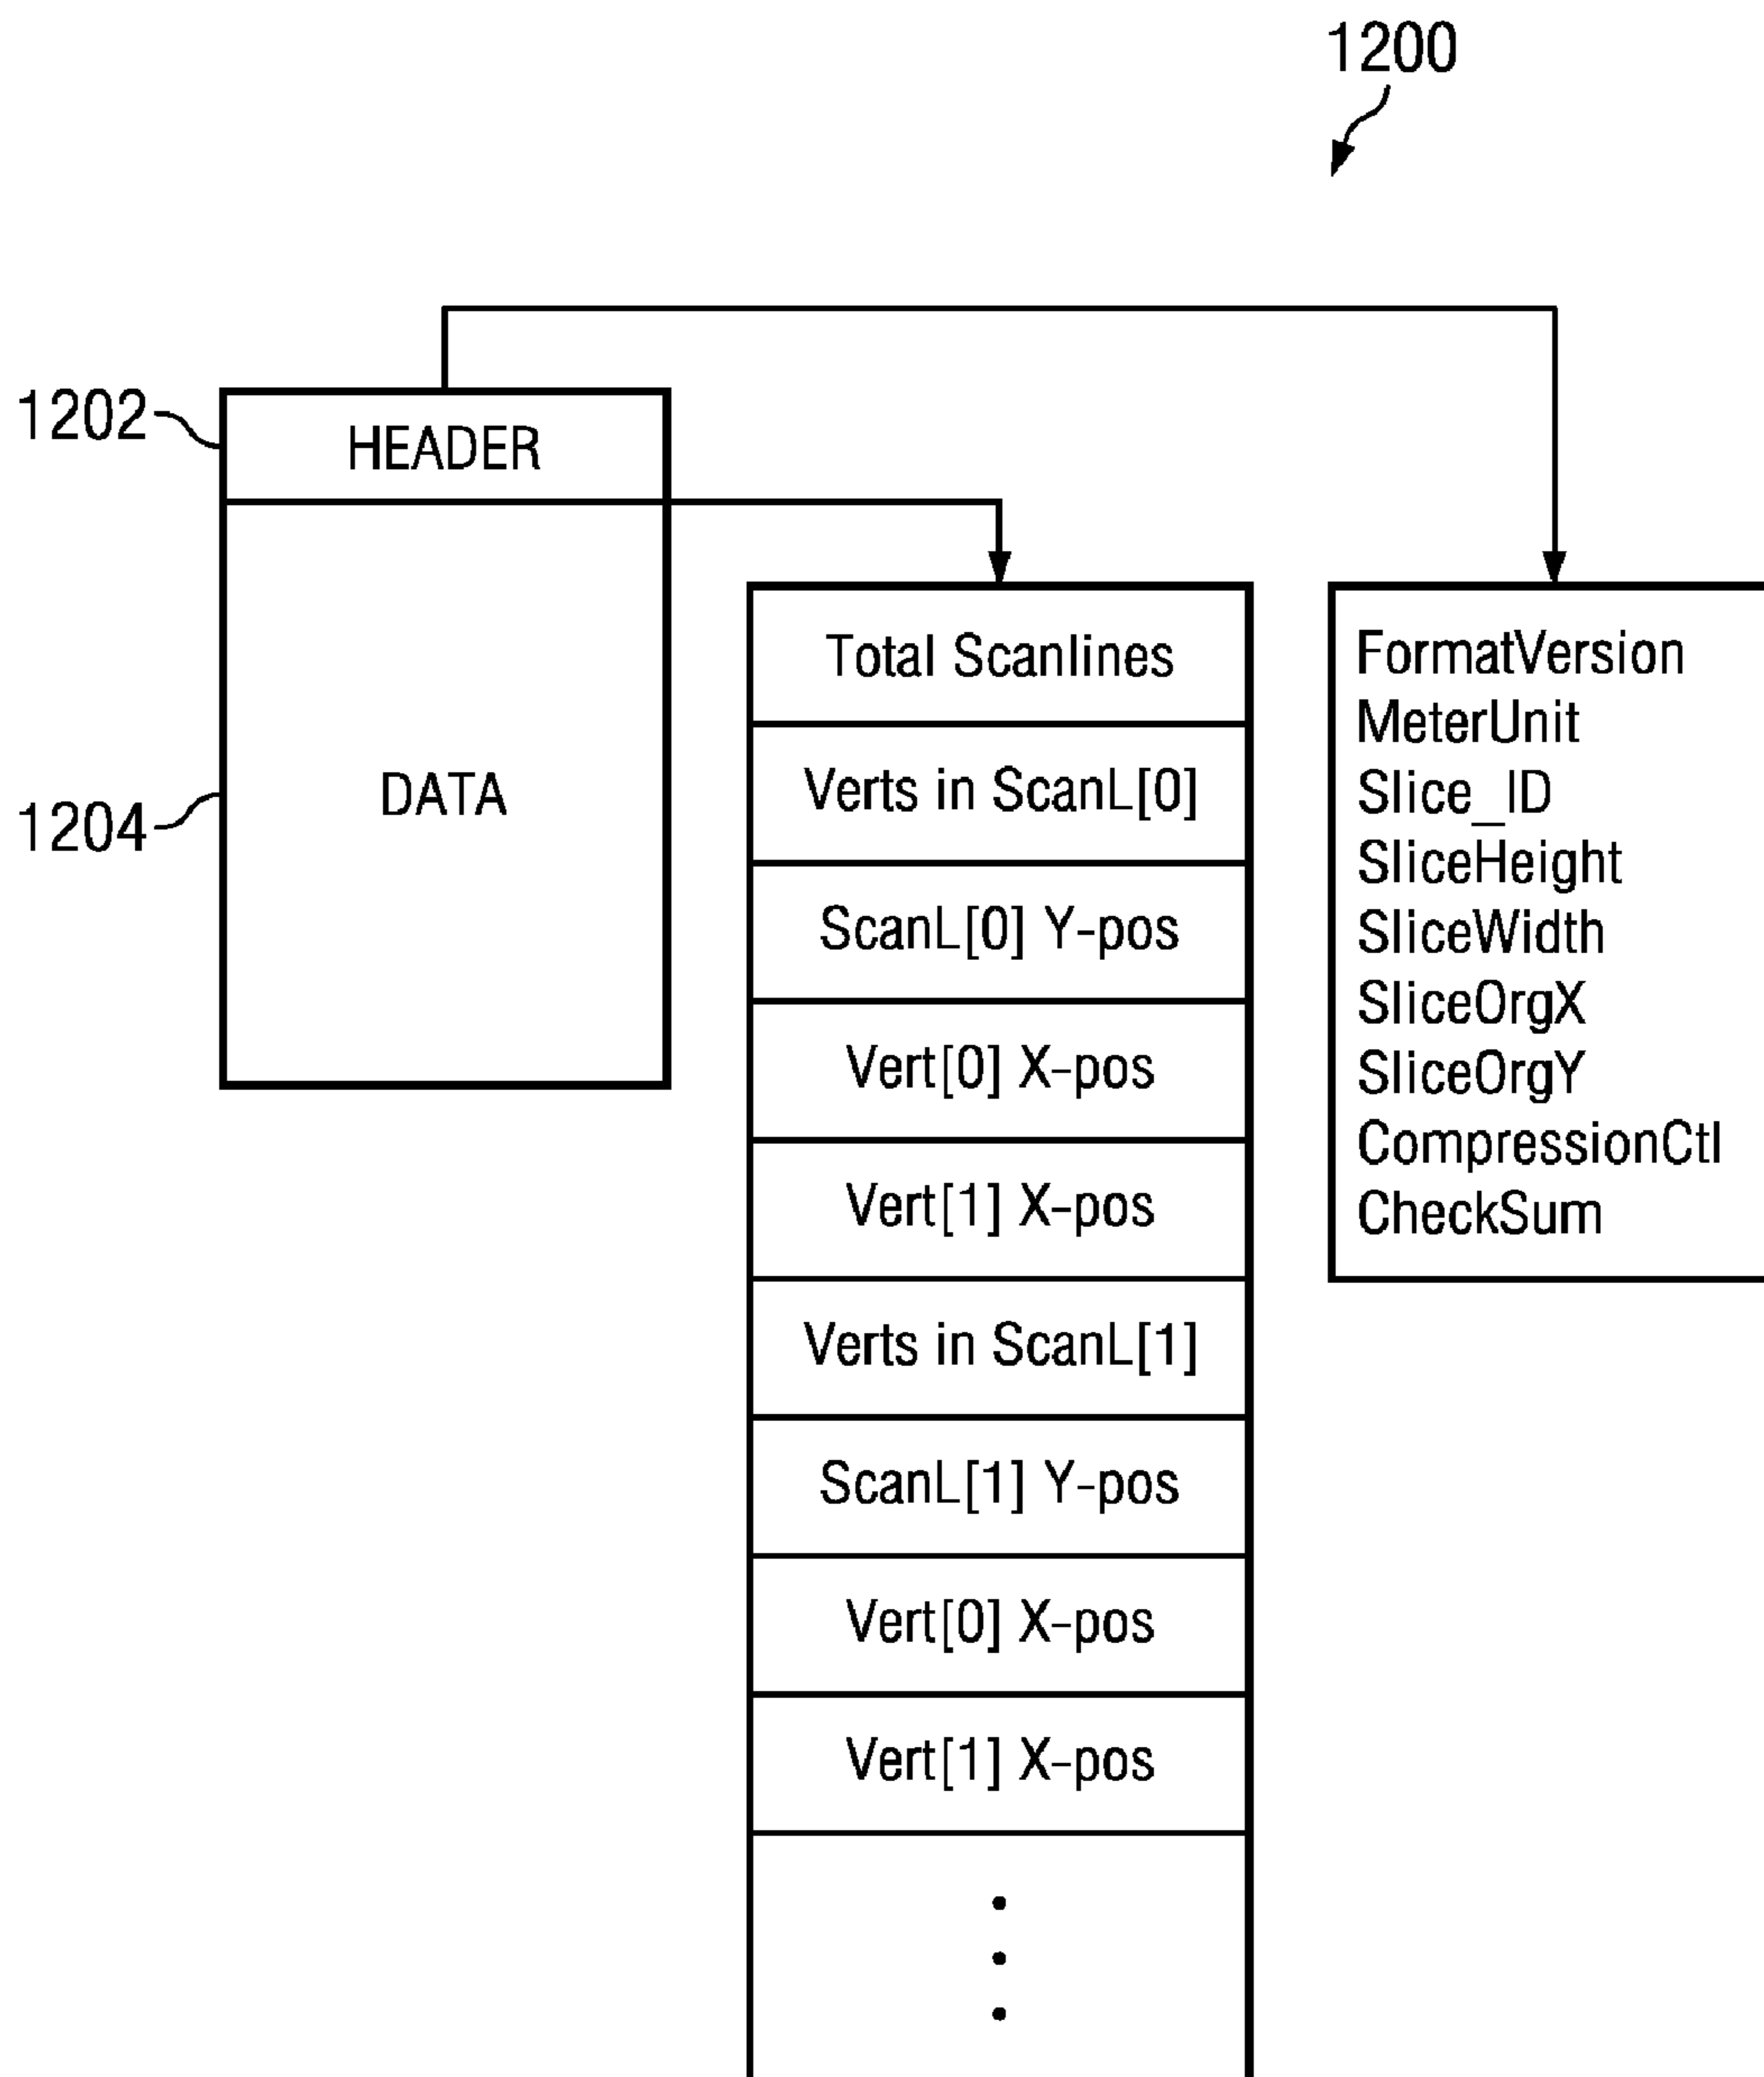 1200
1202
HEADER
1204
DATA
Total Scanlines
Verts in ScanL[0]
ScanL[0] Y-pos
Vert[0] X-pos
Vert[1] X-pos
Verts in ScanL[1]
ScanL[1] Y-pos
Vert[0] X-pos
Vert[1] X-pos
FormatVersion
MeterUnit
Slice_ID
SliceHeight
SliceWidth
SliceOrgX
SliceOrgY
CompressionCtl
CheckSum